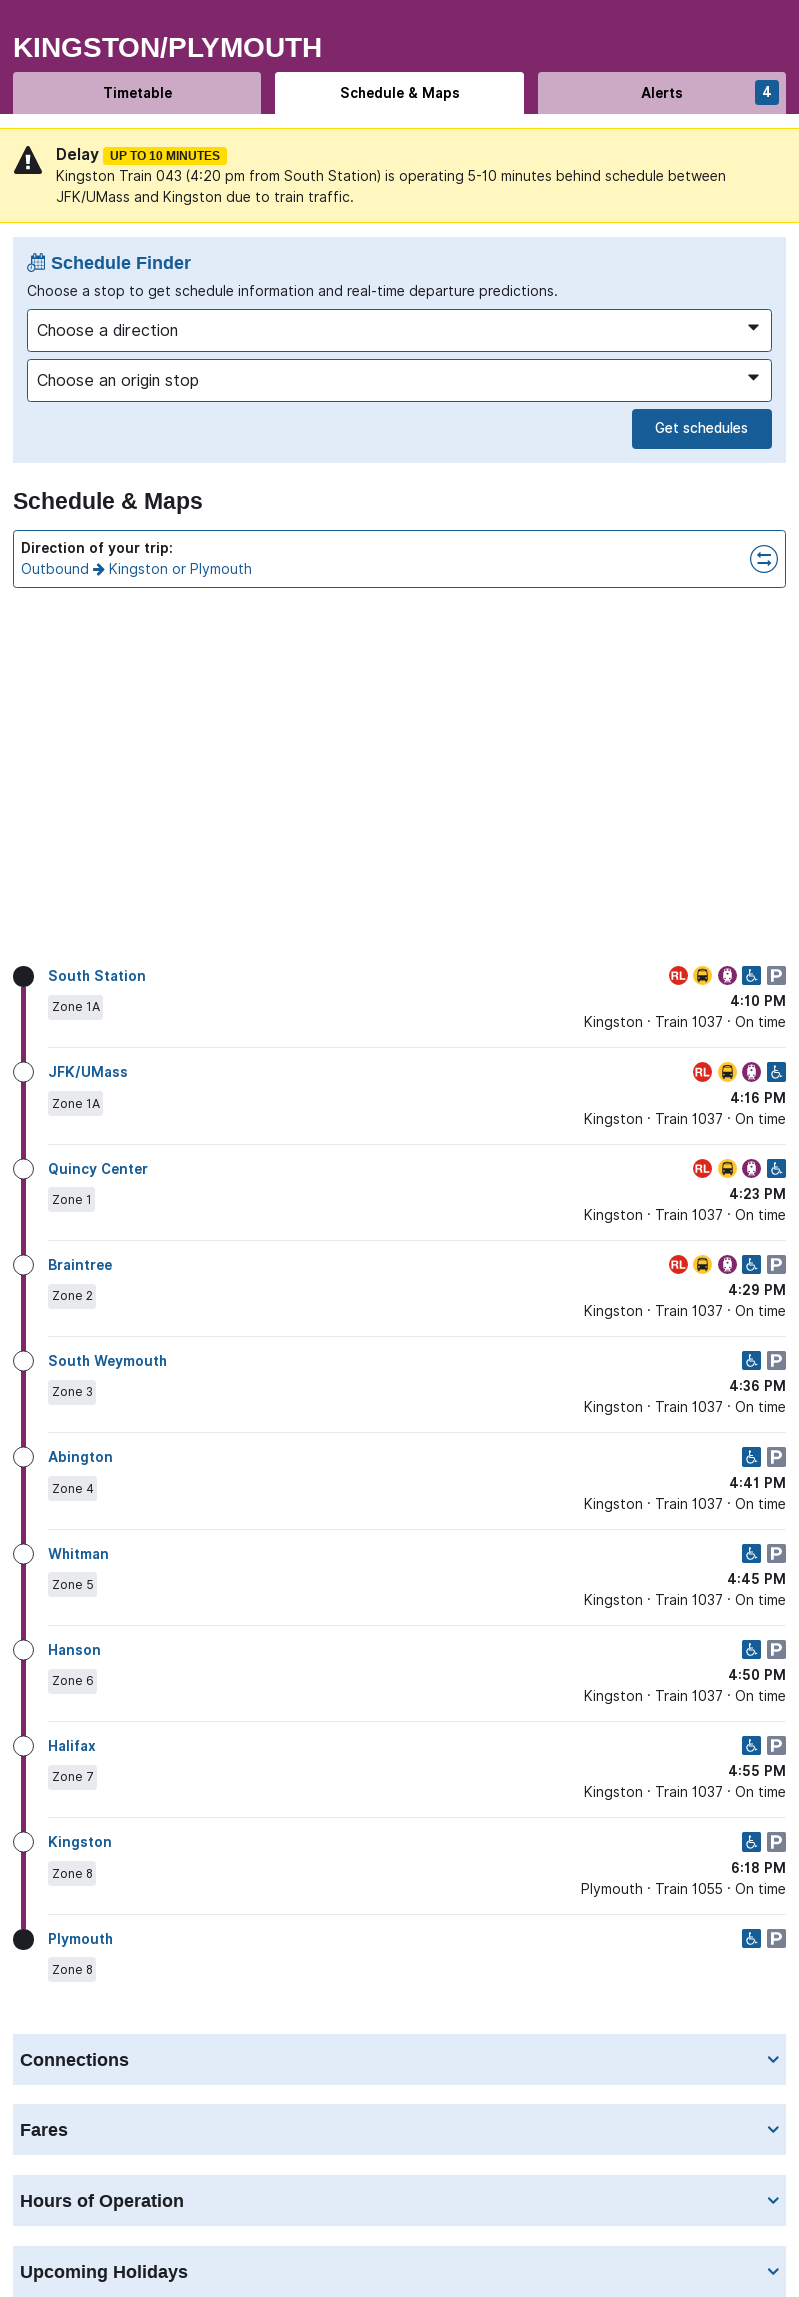 KINGSTON/PLYMOUTH
Timetable
Schedule & Maps
Alerts
4
Delay UP TO 10 MINUTES
Kingston Train 043 (4:20 pm from South Station) is operating 5-10 minutes behind schedule between
JFK/UMass and Kingston due to train traffic.
Schedule Finder
Choose a stop to get schedule information and real-time departure predictions.
Choose a direction
Choose an origin stop
Get schedules
Schedule & Maps
Direction of your trip:
Outbound → Kingston or Plymouth
South Station
RL
P
Zone 1A
4:10 PM
Kingston · Train 1037 · On time
JFK/UMass
RL
Zone 1A
4:16 PM
Kingston · Train 1037 · On time
Quincy Center
RL
Zone 1
4:23 PM
Kingston · Train 1037 · On time
Braintree
RL
P
Zone 2
4:29 PM
Kingston · Train 1037 · On time
South Weymouth
P
Zone 3
4:36 PM
Kingston · Train 1037 · On time
Abington
P
Zone 4
4:41 PM
Kingston · Train 1037 · On time
Whitman
P
Zone 5
4:45 PM
Kingston · Train 1037 · On time
Hanson
P
Zone 6
4:50 PM
Kingston · Train 1037 · On time
Halifax
P
Zone 7
4:55 PM
Kingston · Train 1037 · On time
Kingston
P
Zone 8
6:18 PM
Plymouth · Train 1055 · On time
Plymouth
P
Zone 8
Connections
Fares
Hours of Operation
Upcoming Holidays